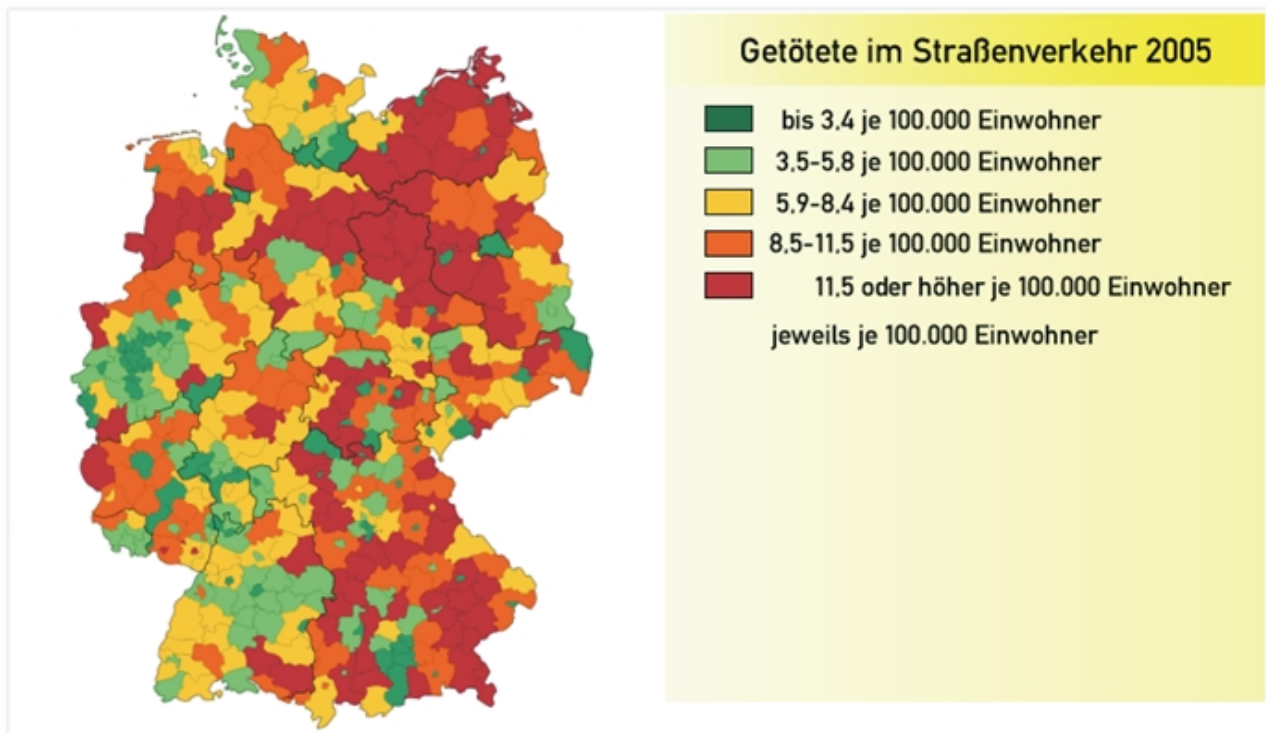 Getötete im Straßenverkehr 2005
bis 3,4 je 100.000 Einwohner
3,5-5,8 je 100.000 Einwohner
5,9-8,4 je 100.000 Einwohner
8,5-11,5 je 100.000 Einwohner
11,5 oder höher je 100.000 Einwohner
jeweils je 100.000 Einwohner